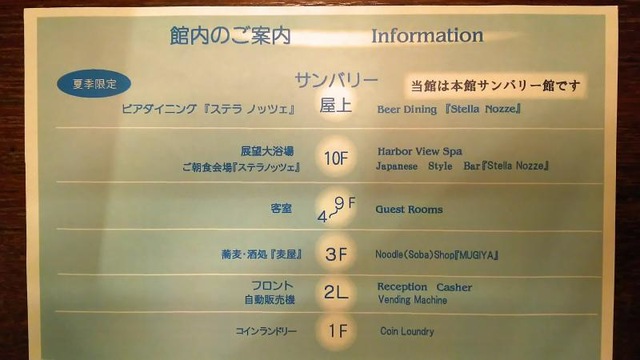 館内のご案内 Information
サンバリー
夏季限定
当館は本館サンバリー館です
ビアダイニング『ステラ ノッツェ』 屋上 Beer Dining 『Stella Nozze』
展望大浴場 10F Harbor View Spa
ご朝食会場『ステラノッツェ』 Japanese Style Bar『Stella Nozze』
客室 4〜9F Guest Rooms
蕎麦・酒処『麦屋』 3F Noodle(Soba)Shop『MUGIYA』
フロント 2L Reception Casher
自動販売機 Vending Machine
コインランドリー 1F Coin Loundry